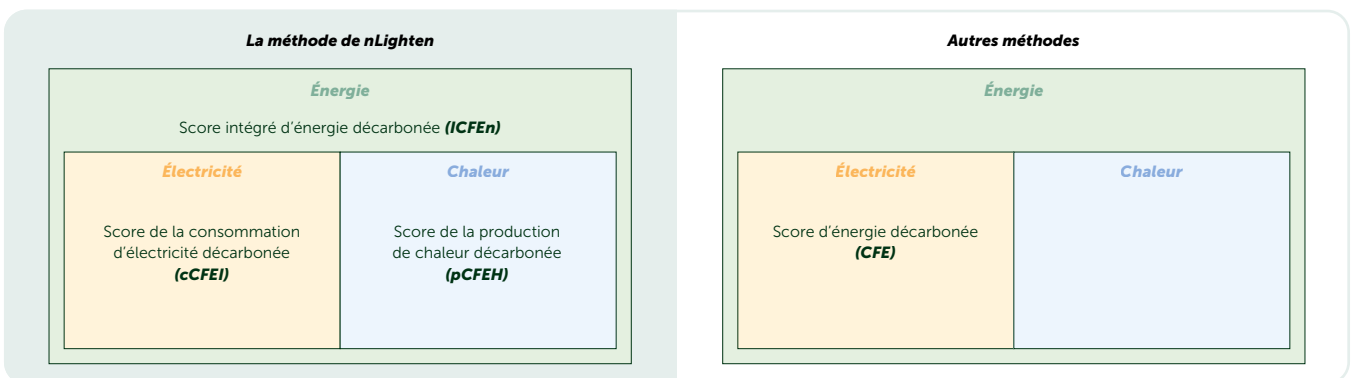 La méthode de nLighten
Énergie
Score intégré d'énergie décarbonée (ICFEn)
Électricité
Score de la consommation
d'électricité décarbonée
(cCFEl)
Chaleur
Score de la production
de chaleur décarbonée
(pCFEH)
Autres méthodes
Énergie
Électricité
Score d'énergie décarbonée
(CFE)
Chaleur